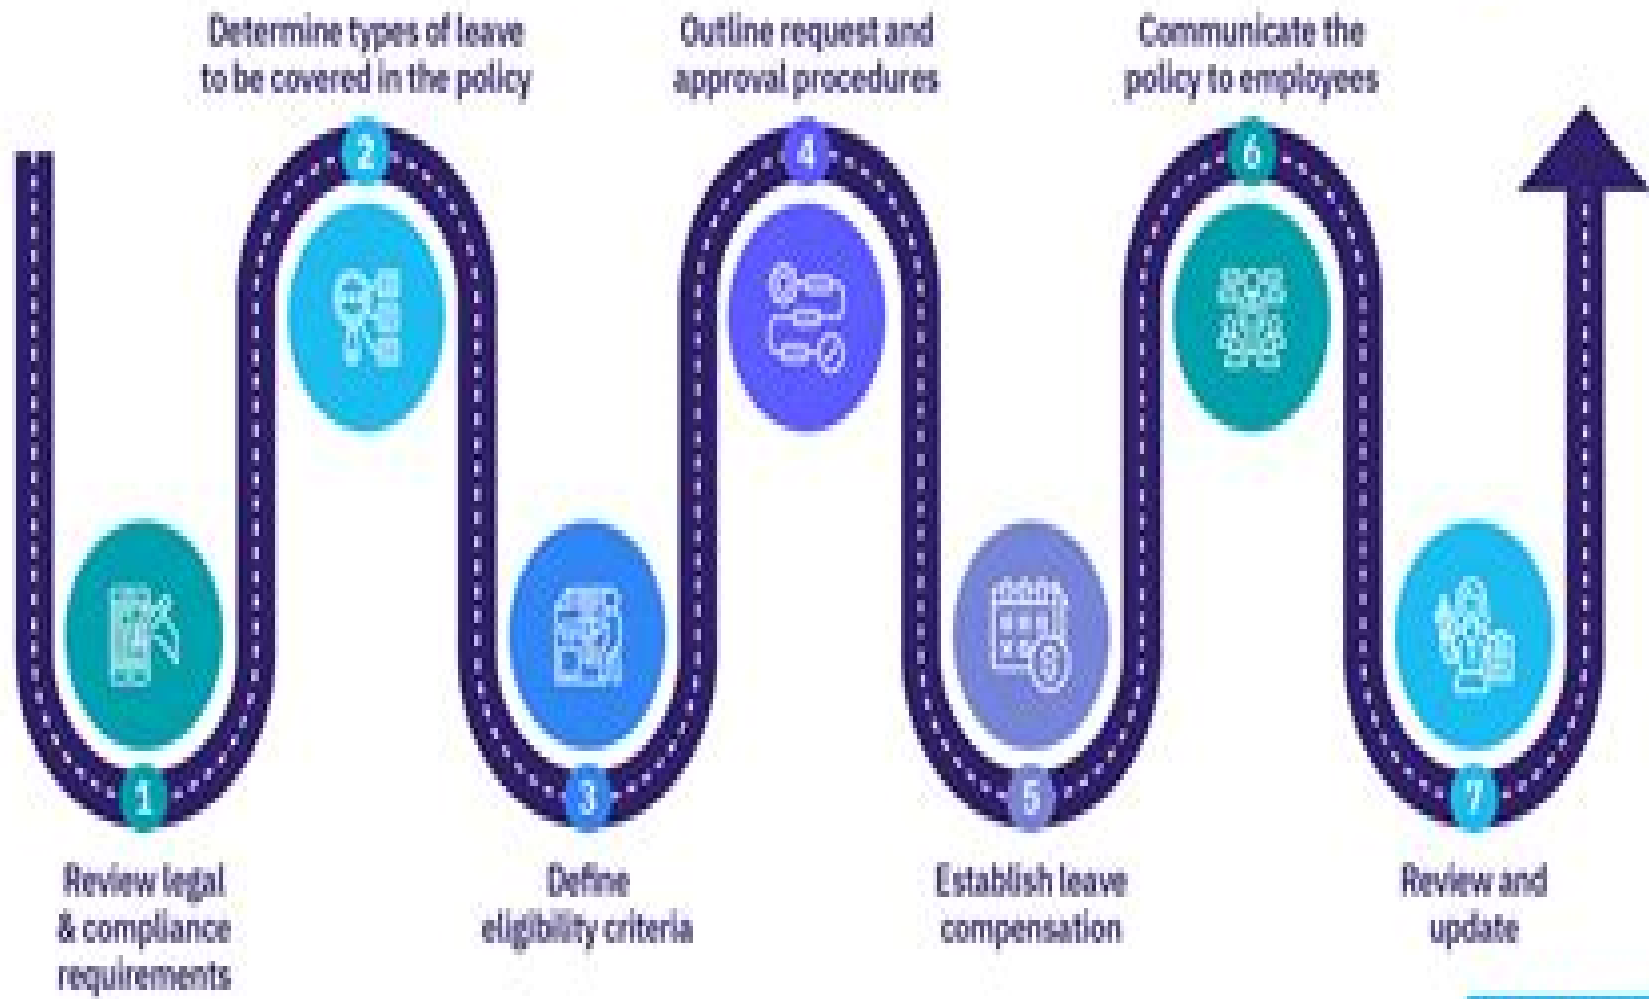 Determine types of leave
to be covered in the policy
Outline request and
approval procedures
Communicate the
policy to employees
2
4
6
1
3
5
7
Review legal
& compliance
requirements
Define
eligibility criteria
Establish leave
compensation
Review and
update